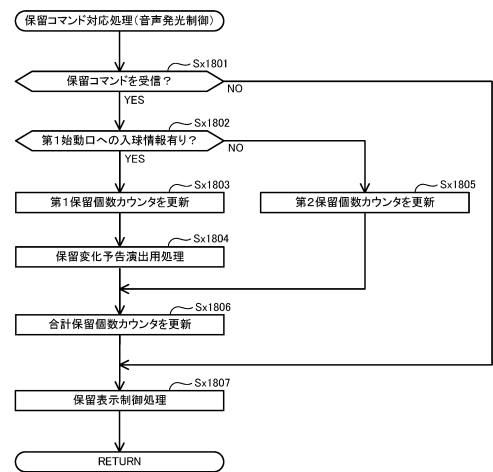 保留コマンド対応処理(音声発光制御)
Sx1801
保留コマンドを受信?
NO
YES
Sx1802
第1始動口への入球情報有り?
NO
YES
Sx1803
第1保留個数カウンタを更新
Sx1805
第2保留個数カウンタを更新
Sx1804
保留変化予告演出用処理
Sx1806
合計保留個数カウンタを更新
Sx1807
保留表示制御処理
RETURN